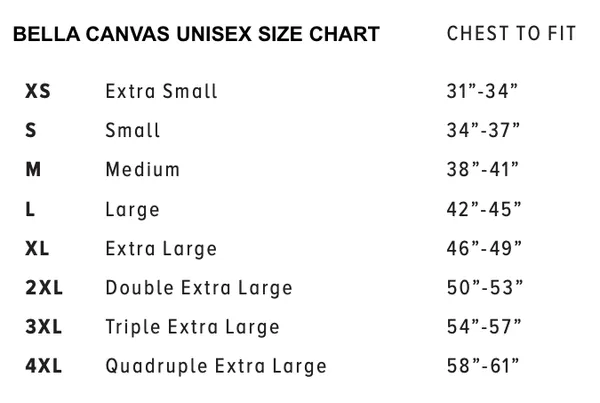 BELLA CANVAS UNISEX SIZE CHART CHEST TO FIT
XS Extra Small 31”-34”
S Small 34”-37”
M Medium 38”-41”
L Large 42”-45”
XL Extra Large 46”-49”
2XL Double Extra Large 50”-53”
3XL Triple Extra Large 54”-57”
4XL Quadruple Extra Large 58”-61”